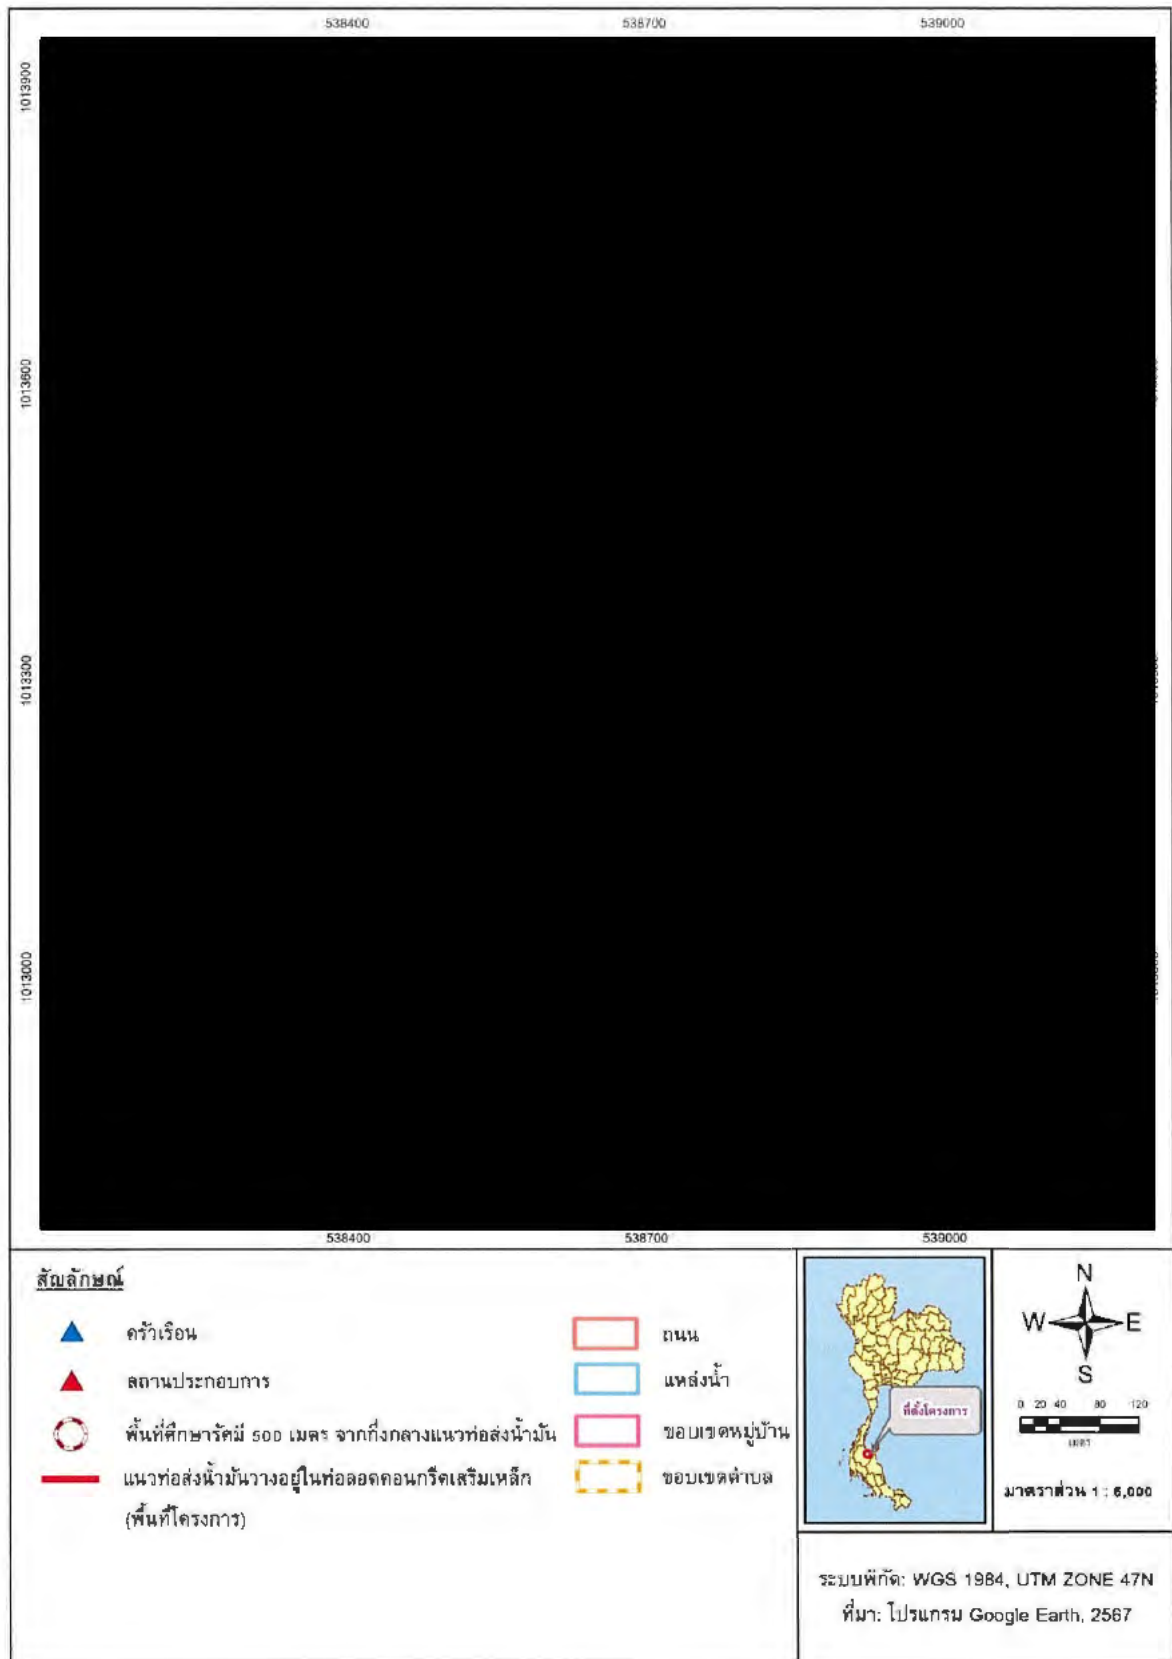 538400 538700 539000
1013900
1013600
1013300
1013000
538400 538700 539000
สัญลักษณ์
ครัวเรือน
สถานประกอบการ
พื้นที่ศึกษารัศมี 500 เมตร จากกึ่งกลางแนวท่อส่งน้ำมัน
แนวท่อส่งน้ำมันวางอยู่ในท่อลอดคอนกรีตเสริมเหล็ก
(พื้นที่โครงการ)
ถนน
แหล่งน้ำ
ขอบเขตหมู่บ้าน
ขอบเขตตำบล
ที่ตั้งโครงการ
N
W E
S
0 20 40 80 120
เมตร
มาตราส่วน 1 : 6,000
ระบบพิกัด: WGS 1984, UTM ZONE 47N
ที่มา: โปรแกรม Google Earth, 2567